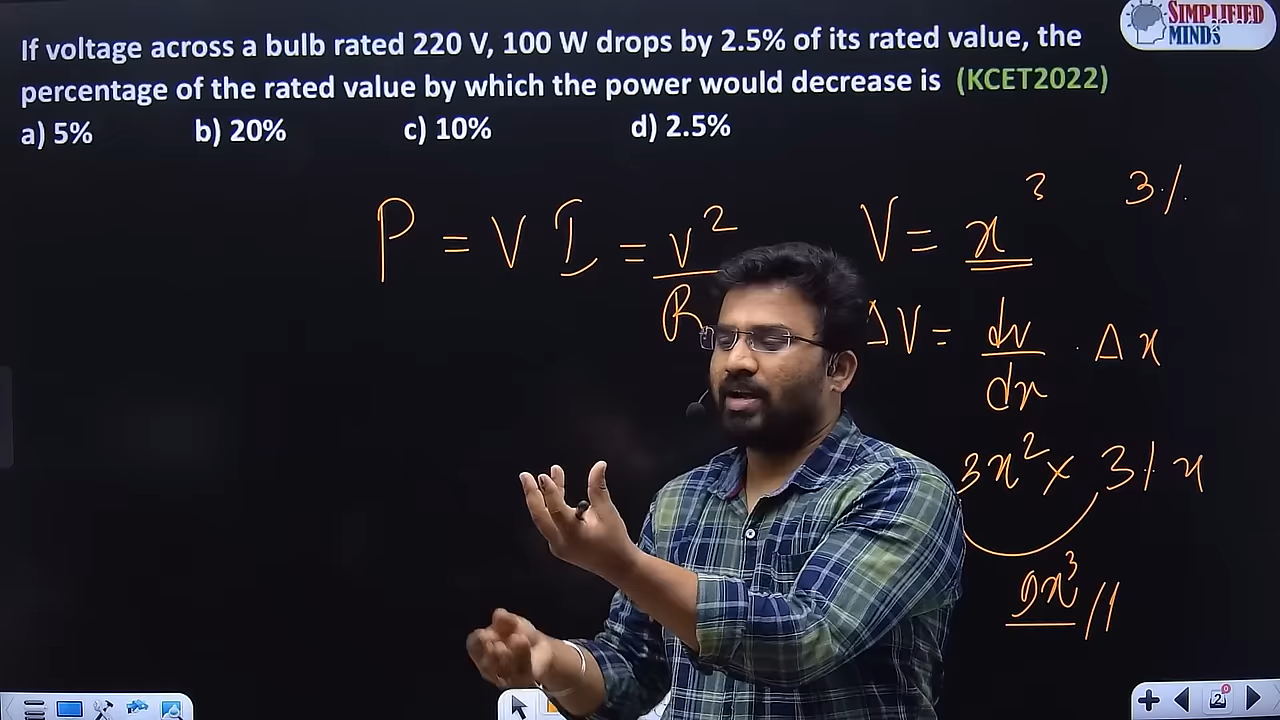 SIMPLIFIED
MINDS
If voltage across a bulb rated 220 V, 100 W drops by 2.5% of its rated value, the
percentage of the rated value by which the power would decrease is (KCET2022)
a) 5% b) 20% c) 10% d) 2.5%
P = V I = V²/R
V = x³ 3%
ΔV = dv/dx · Δx
3x² × 3% x
9x³ //
2